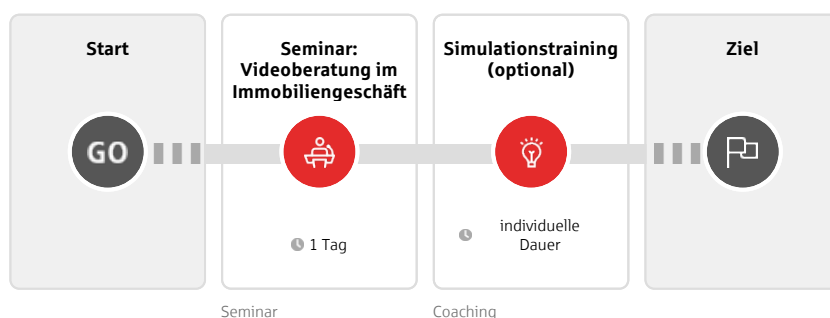 Start
Seminar:
Videoberatung im
Immobiliengeschäft
Simulationstraining
(optional)
Ziel
GO
1 Tag
individuelle
Dauer
Seminar
Coaching